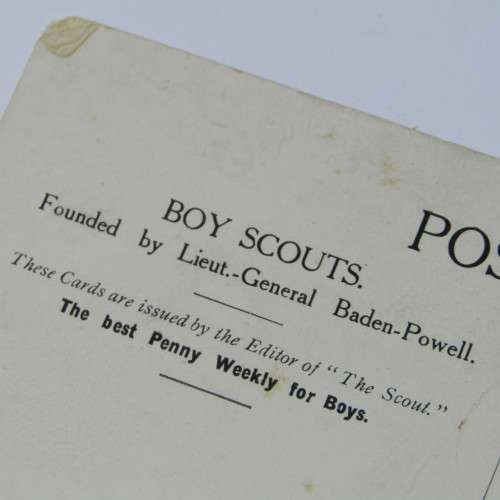 BOY SCOUTS.
Founded by Lieut.-General Baden-Powell.
These Cards are issued by the Editor of "The Scout."
The best Penny Weekly for Boys.
POS